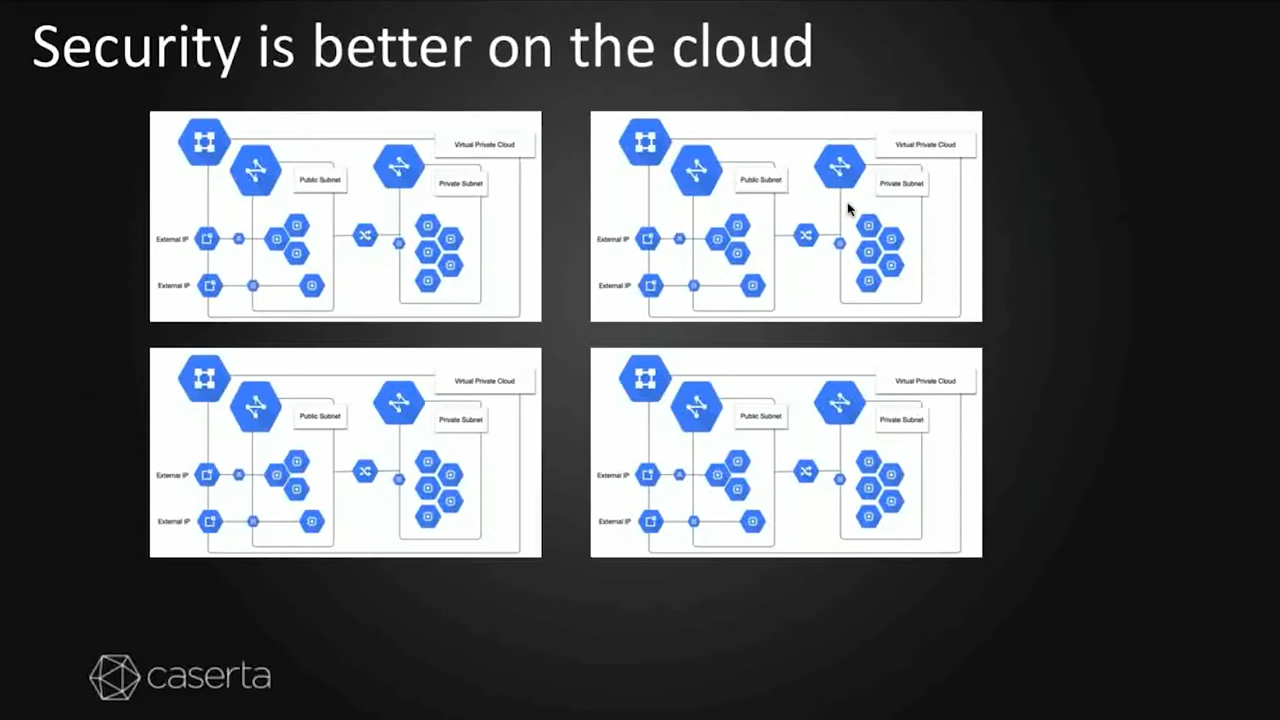 Security is better on the cloud
Virtual Private Cloud
Public Subnet
Private Subnet
External IP
External IP
Virtual Private Cloud
Public Subnet
Private Subnet
External IP
External IP
Virtual Private Cloud
Public Subnet
Private Subnet
External IP
External IP
Virtual Private Cloud
Public Subnet
Private Subnet
External IP
External IP
caserta